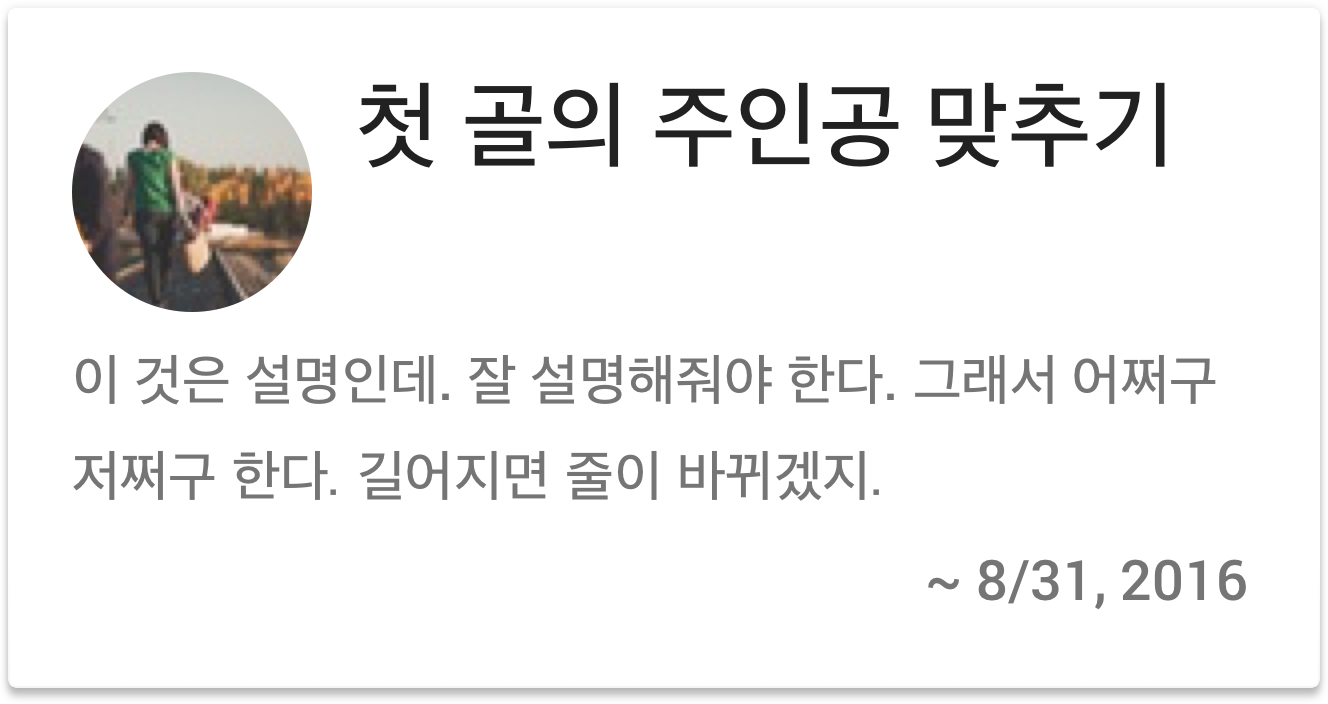 첫 골의 주인공 맞추기
이 것은 설명인데. 잘 설명해줘야 한다. 그래서 어쩌구
저쩌구 한다. 길어지면 줄이 바뀌겠지.
~ 8/31, 2016